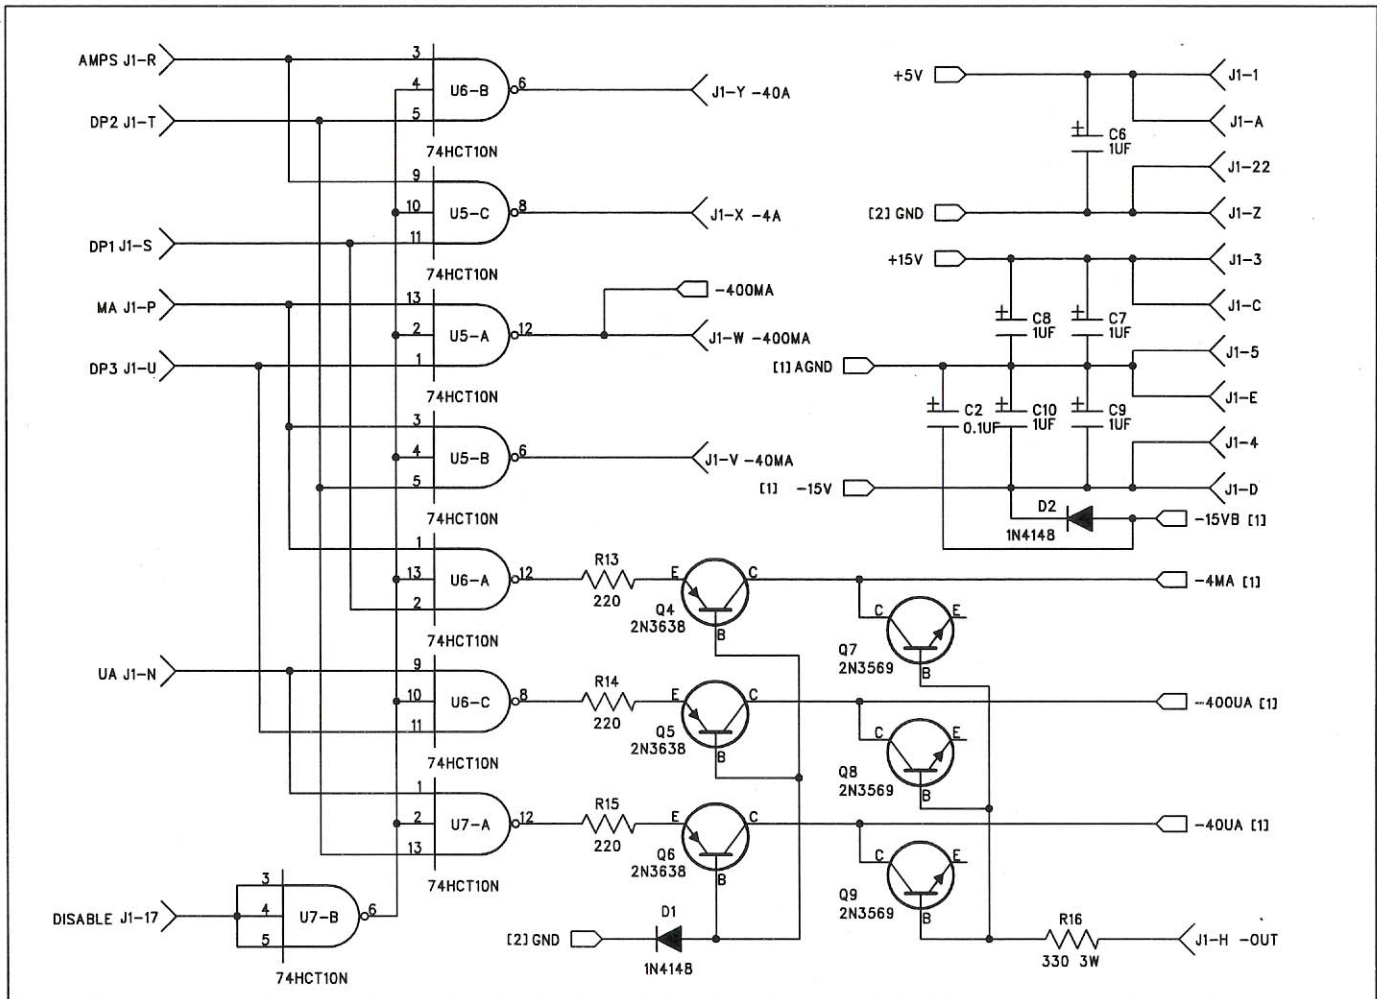 AMPS J1-R
3
4
5
U6-B
6
74HCT10N
J1-Y -40A
DP2 J1-T
9
10
11
U5-C
8
74HCT10N
J1-X -4A
DP1 J1-S
MA J1-P
13
2
1
U5-A
12
74HCT10N
-400MA
J1-W -400MA
DP3 J1-U
3
4
5
U5-B
6
74HCT10N
J1-V -40MA
1
13
2
U6-A
12
74HCT10N
R13
220
E
C
B
Q4
2N3638
-4MA [1]
C
E
B
Q7
2N3569
UA J1-N
9
10
11
U6-C
8
74HCT10N
R14
220
E
C
B
Q5
2N3638
-400UA [1]
C
E
B
Q8
2N3569
1
2
13
U7-A
12
74HCT10N
R15
220
E
C
B
Q6
2N3638
-40UA [1]
C
E
B
Q9
2N3569
DISABLE J1-17
3
4
5
U7-B
6
74HCT10N
[2] GND
D1
1N4148
R16
330 3W
J1-H -OUT
+5V
J1-1
J1-A
+
C6
1UF
J1-22
[2] GND
J1-Z
+15V
J1-3
J1-C
+
C8
1UF
+
C7
1UF
J1-5
[1] AGND
J1-E
+
C2
0.1UF
+
C10
1UF
+
C9
1UF
J1-4
[1] -15V
J1-D
D2
1N4148
-15VB [1]